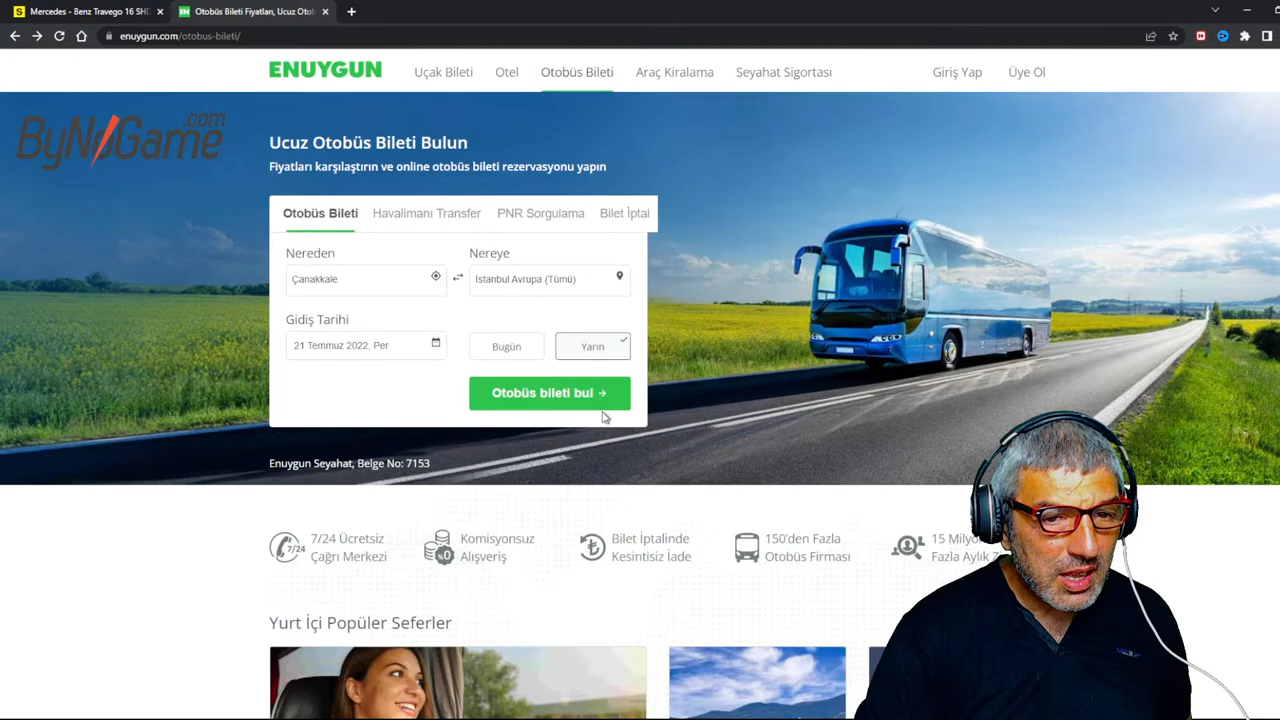 Mercedes - Benz Travego 16 SHD
Otobüs Bileti Fiyatları, Ucuz Oto
enuygun.com/otobus-bileti/
ENUYGUN
Uçak Bileti
Otel
Otobüs Bileti
Araç Kiralama
Seyahat Sigortası
Giriş Yap
Üye Ol
ByNoGame.com
Ucuz Otobüs Bileti Bulun
Fiyatları karşılaştırın ve online otobüs bileti rezervasyonu yapın
Otobüs Bileti
Havalimanı Transfer
PNR Sorgulama
Bilet İptal
Nereden
Nereye
Çanakkale
İstanbul Avrupa (Tümü)
Gidiş Tarihi
21 Temmuz 2022, Per
Bugün
Yarın
Otobüs bileti bul
Enuygun Seyahat, Belge No: 7153
7/24
7/24 Ücretsiz
Çağrı Merkezi
%0
Komisyonsuz
Alışveriş
Bilet İptalinde
Kesintisiz İade
150'den Fazla
Otobüs Firması
15 Milyo
Fazla Aylık Zi
Yurt İçi Popüler Seferler